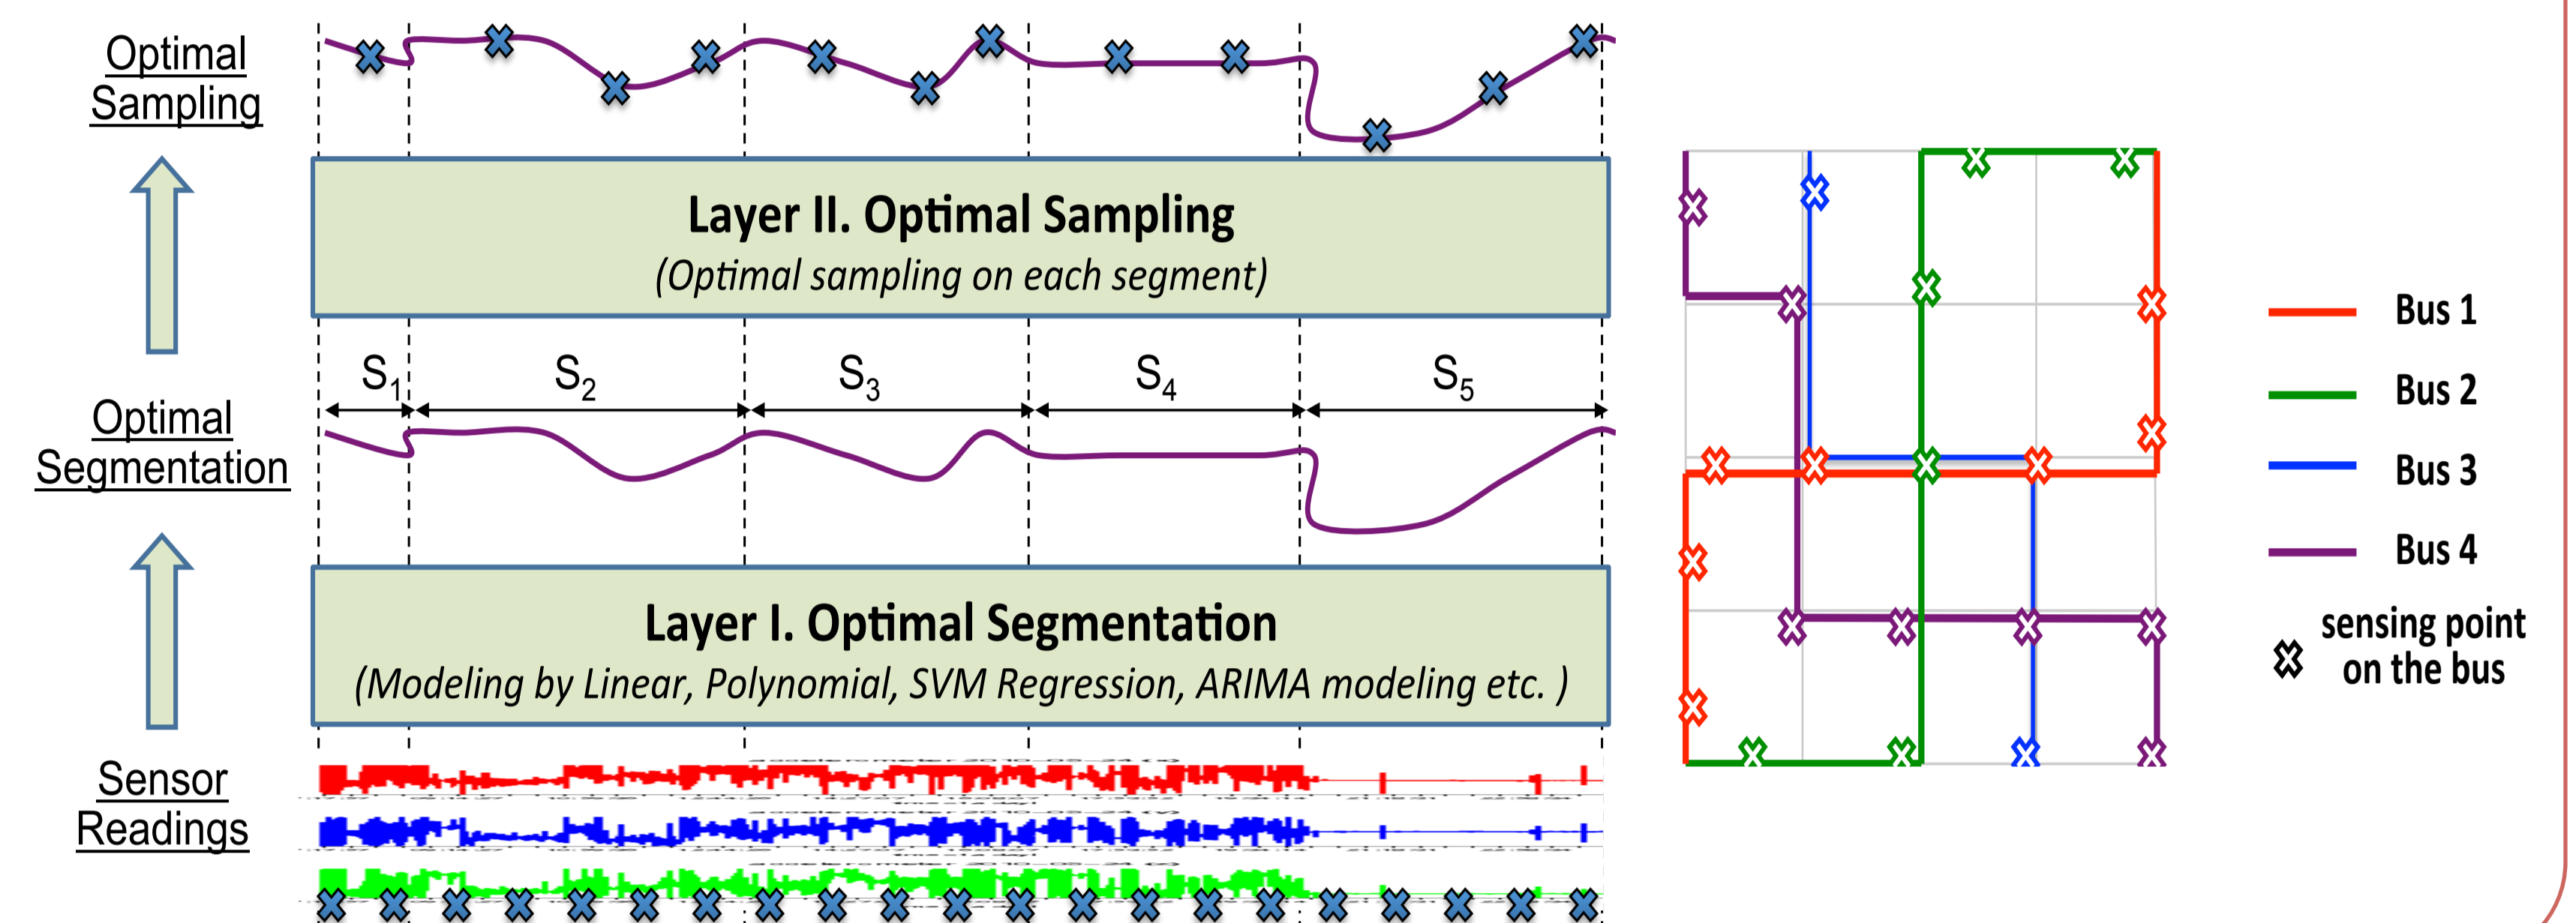 Optimal
Sampling
Layer II. Optimal Sampling
(Optimal sampling on each segment)
S1
S2
S3
S4
S5
Optimal
Segmentation
Layer I. Optimal Segmentation
(Modeling by Linear, Polynomial, SVM Regression, ARIMA modeling etc. )
Sensor
Readings
Bus 1
Bus 2
Bus 3
Bus 4
sensing point
on the bus